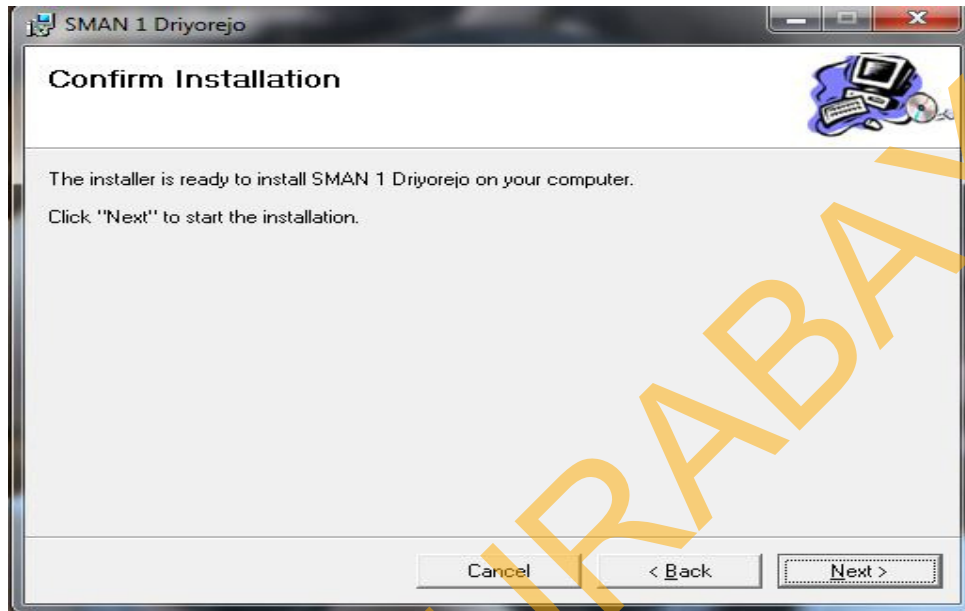 SMAN 1 Driyorejo
Confirm Installation
The installer is ready to install SMAN 1 Driyorejo on your computer.
Click "Next" to start the installation.
Cancel
< Back
Next >
URABAY